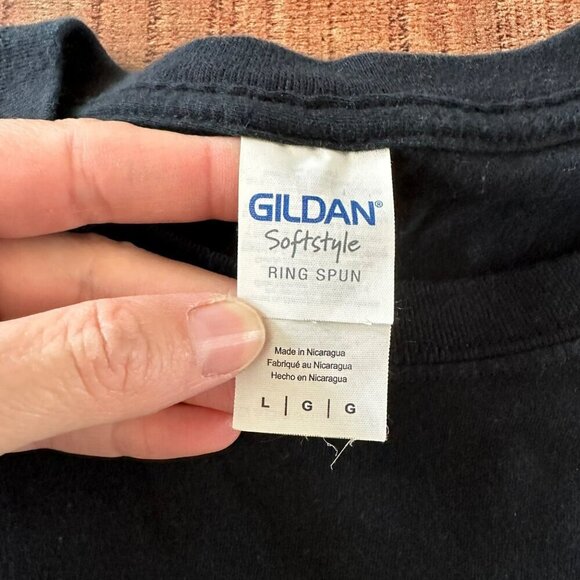 GILDAN®
Softstyle
RING SPUN
Made in Nicaragua
Fabriqué au Nicaragua
Hecho en Nicaragua
L | G | G